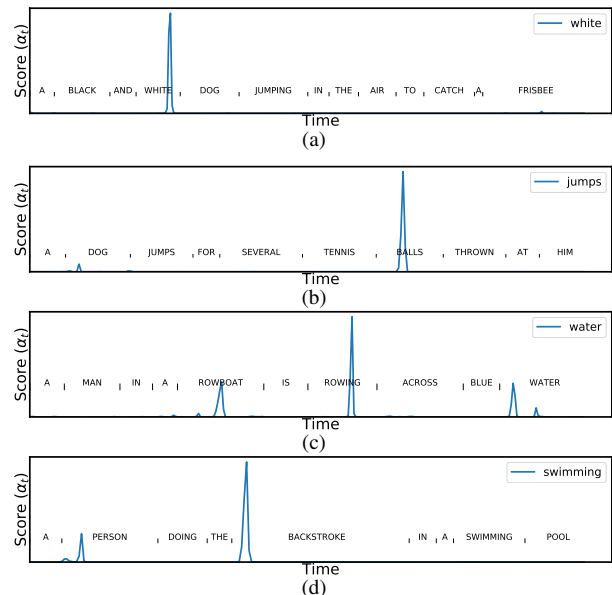 white
Score (αt)
A BLACK AND WHITE DOG JUMPING IN THE AIR TO CATCH A FRISBEE
Time
(a)
jumps
Score (αt)
A DOG JUMPS FOR SEVERAL TENNIS BALLS THROWN AT HIM
Time
(b)
water
Score (αt)
A MAN IN A ROWBOAT IS ROWING ACROSS BLUE WATER
Time
(c)
swimming
Score (αt)
A PERSON DOING THE BACKSTROKE IN A SWIMMING POOL
Time
(d)